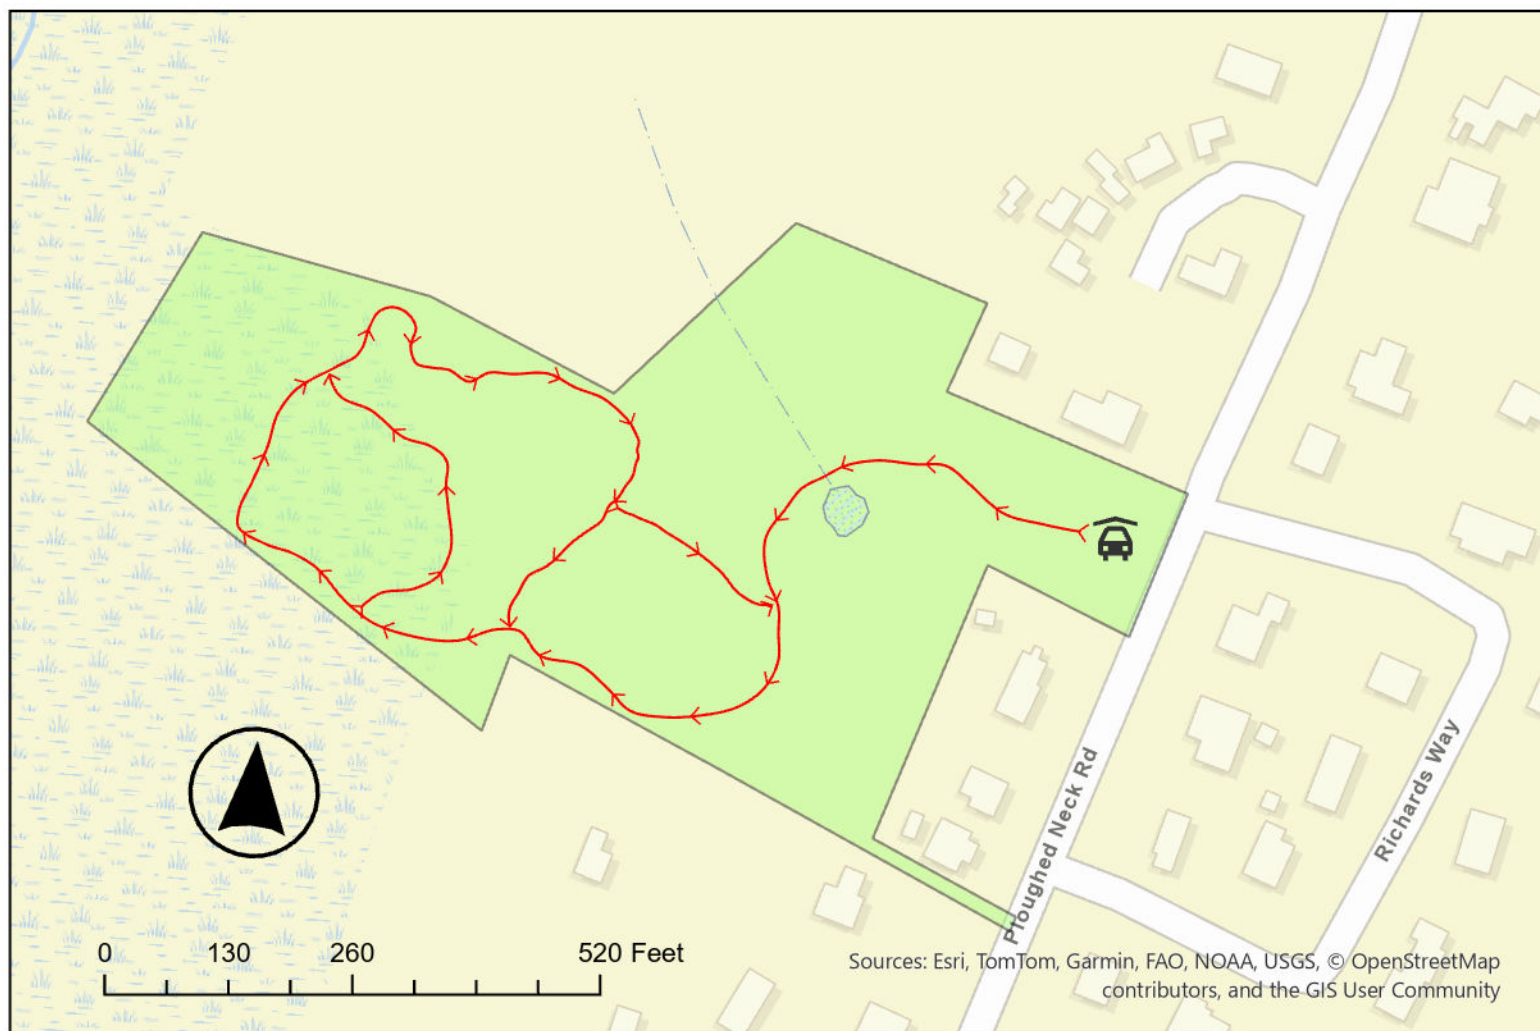 Ploughed Neck Rd
Richards Way
0 130 260 520 Feet
Sources: Esri, TomTom, Garmin, FAO, NOAA, USGS, © OpenStreetMap
contributors, and the GIS User Community